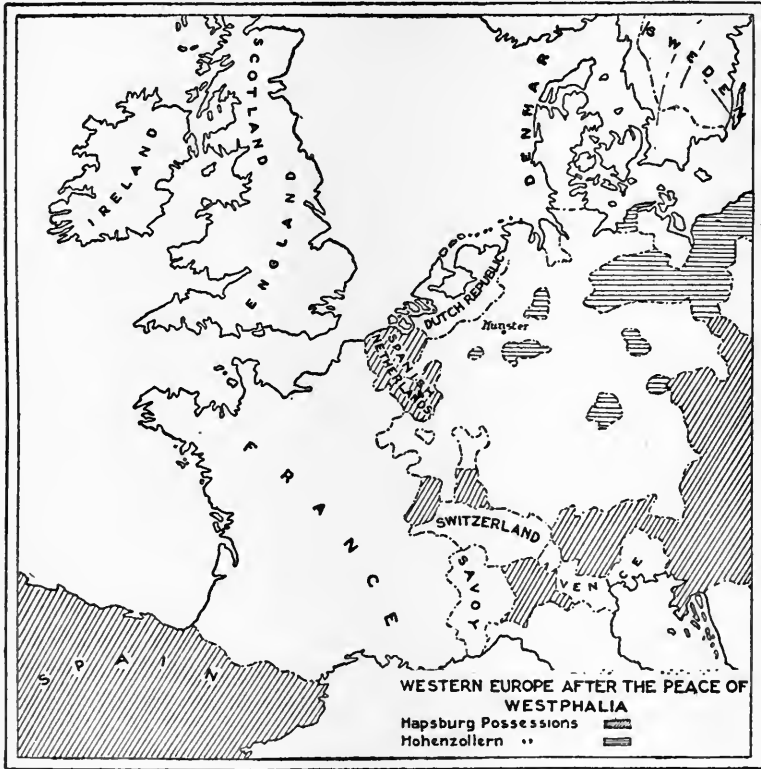 SCOTLAND
IRELAND
ENGLAND
DENMARK
SWEDE
DUTCH REPUBLIC
Munster
SPANISH
NETHERLANDS
FRANCE
SWITZERLAND
SAVOY
VENICE
SPAIN
WESTERN EUROPE AFTER THE PEACE OF
WESTPHALIA
Hapsburg Possessions
Hohenzollern "